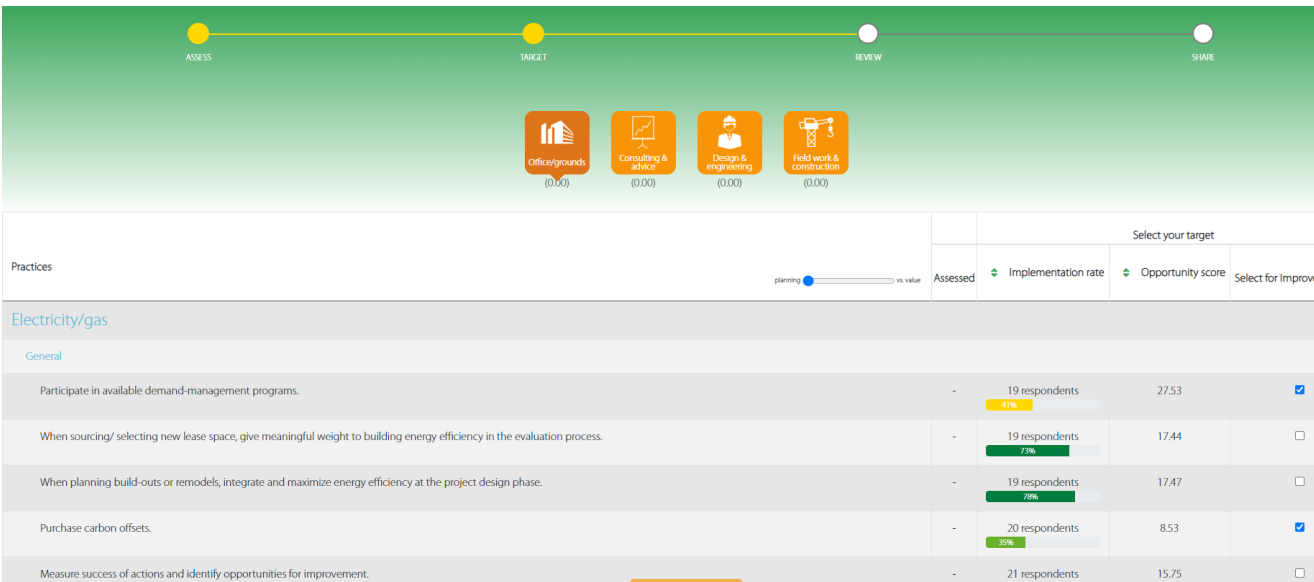 ASSESS
TARGET
REVIEW
SHARE
Office/grounds
(0.00)
Consulting &
advice
(0.00)
Design &
engineering
(0.00)
Field work &
construction
(0.00)
Select your target
Practices
planning
vs. value
Assessed
Implementation rate
Opportunity score
Select for Improve
Electricity/gas
General
Participate in available demand-management programs.
-
19 respondents
41%
27.53
When sourcing/ selecting new lease space, give meaningful weight to building energy efficiency in the evaluation process.
-
19 respondents
73%
17.44
When planning build-outs or remodels, integrate and maximize energy efficiency at the project design phase.
-
19 respondents
78%
17.47
Purchase carbon offsets.
-
20 respondents
35%
8.53
Measure success of actions and identify opportunities for improvement.
-
21 respondents
15.75